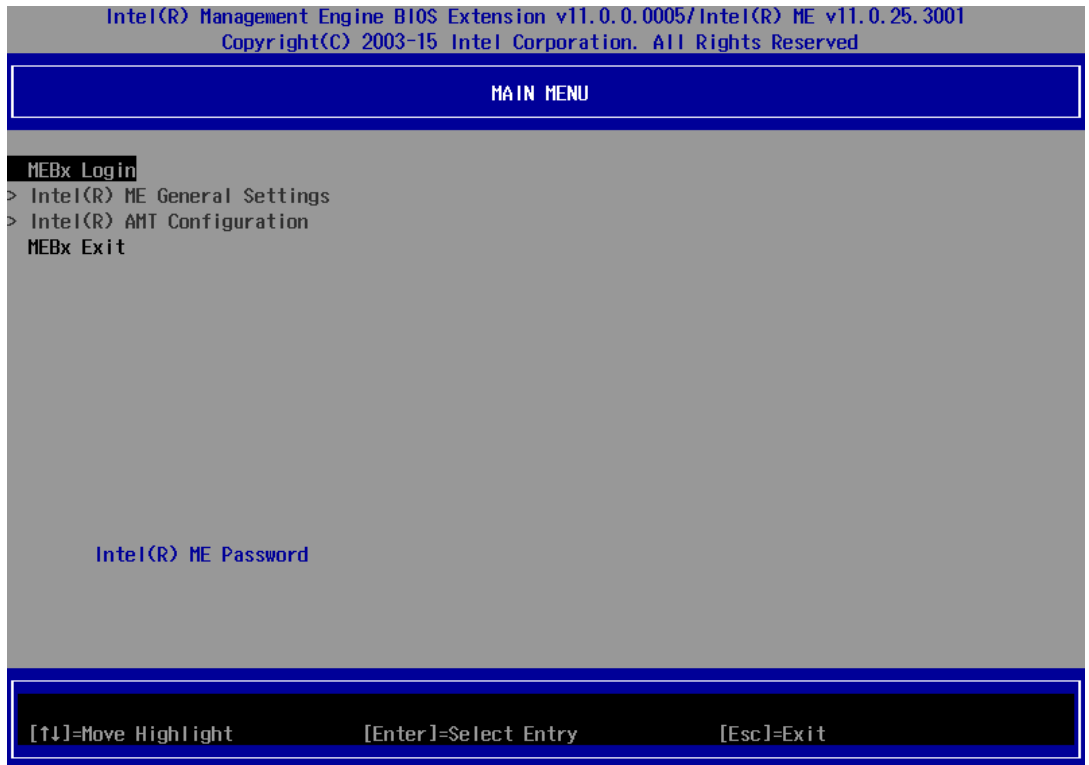 Intel(R) Management Engine BIOS Extension v11.0.0.0005/Intel(R) ME v11.0.25.3001
Copyright(C) 2003-15 Intel Corporation. All Rights Reserved
MAIN MENU
MEBx Login
> Intel(R) ME General Settings
> Intel(R) AMT Configuration
MEBx Exit
Intel(R) ME Password
[↑↓]=Move Highlight [Enter]=Select Entry [Esc]=Exit